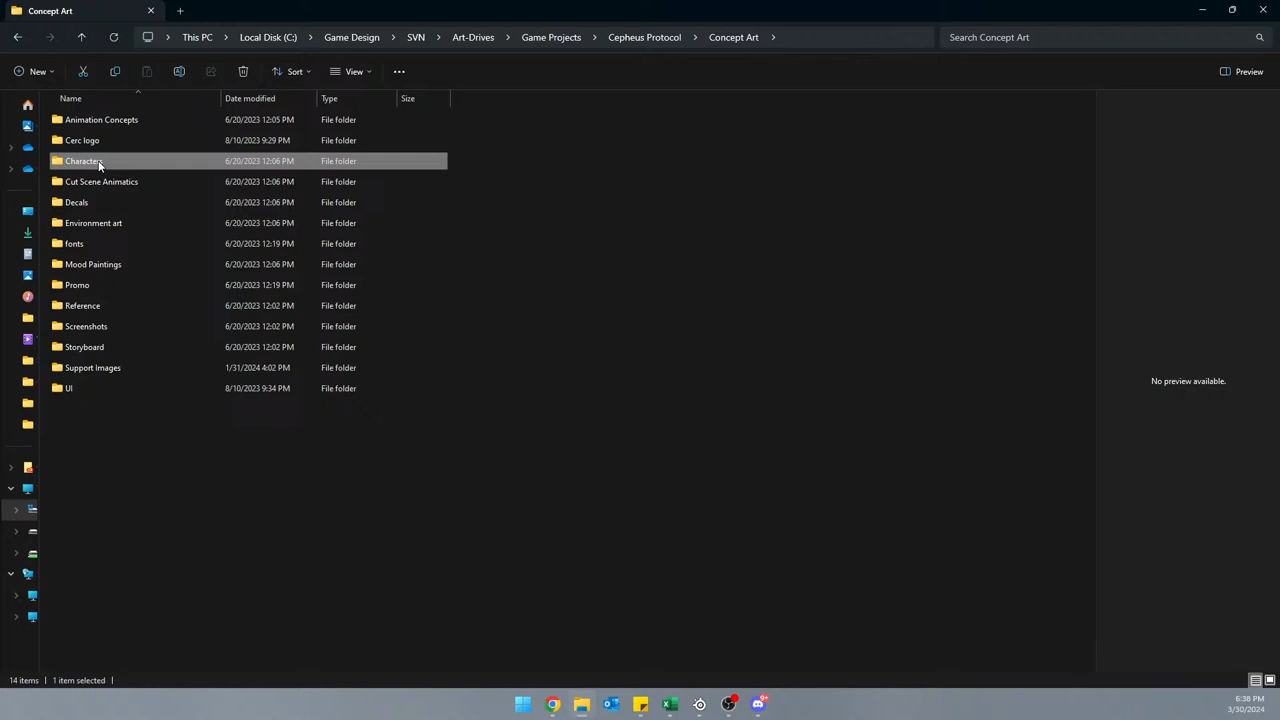 Concept Art
This PC > Local Disk (C:) > Game Design > SVN > Art-Drives > Game Projects > Cepheus Protocol > Concept Art >
Search Concept Art
New
Sort
View
Preview
Name Date modified Type Size
Animation Concepts 6/20/2023 12:05 PM File folder
Cerc logo 8/10/2023 9:29 PM File folder
Characters 6/20/2023 12:06 PM File folder
Cut Scene Animatics 6/20/2023 12:06 PM File folder
Decals 6/20/2023 12:06 PM File folder
Environment art 6/20/2023 12:06 PM File folder
fonts 6/20/2023 12:19 PM File folder
Mood Paintings 6/20/2023 12:06 PM File folder
Promo 6/20/2023 12:19 PM File folder
Reference 6/20/2023 12:02 PM File folder
Screenshots 6/20/2023 12:02 PM File folder
Storyboard 6/20/2023 12:02 PM File folder
Support Images 1/31/2024 4:02 PM File folder
UI 8/10/2023 9:34 PM File folder
No preview available.
14 items 1 item selected
6:38 PM
3/30/2024